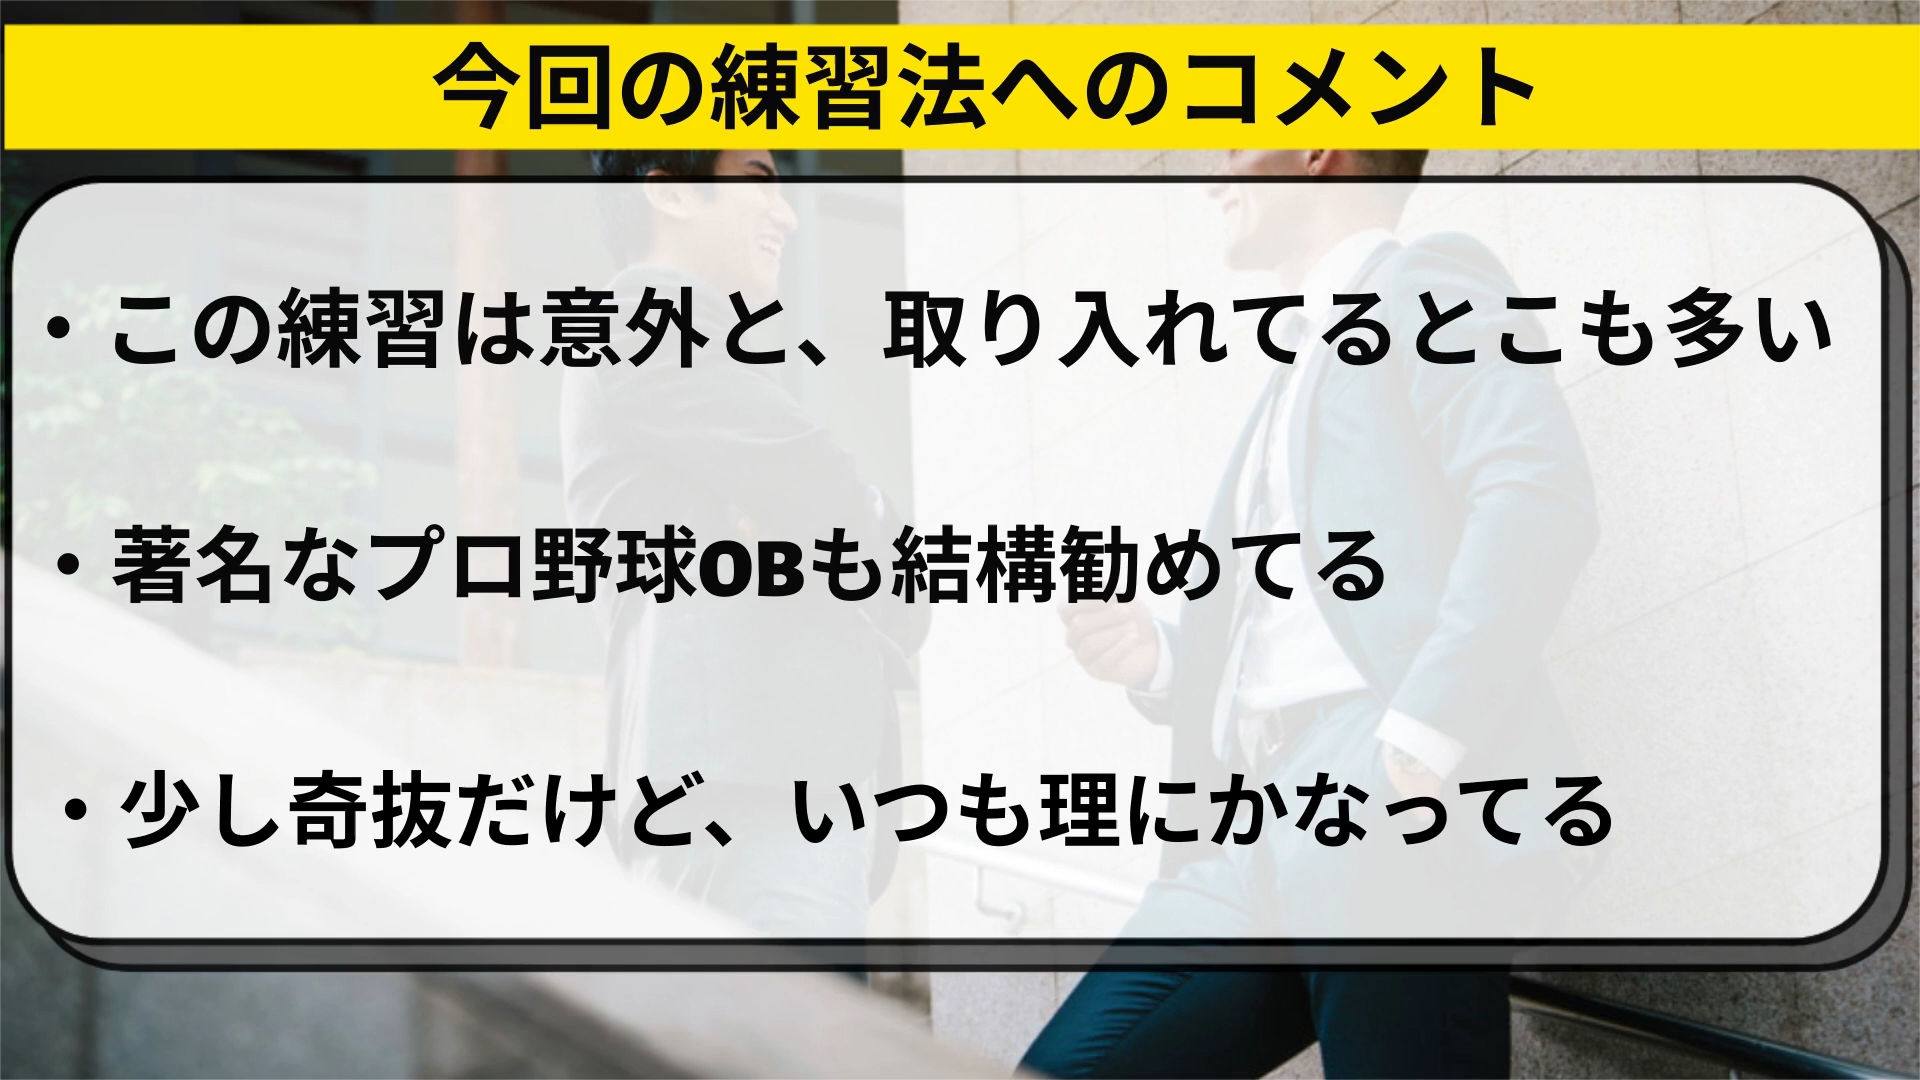 今回の練習法へのコメント
・この練習は意外と、取り入れてるとこも多い
・著名なプロ野球OBも結構勧めてる
・少し奇抜だけど、いつも理にかなってる